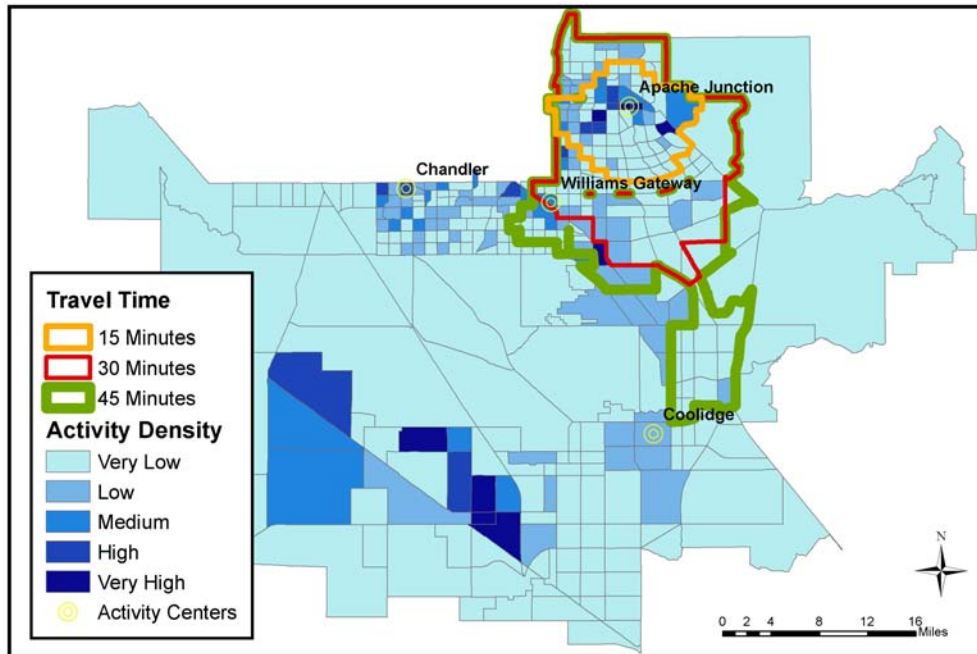 Apache Junction
Chandler
Williams Gateway
Coolidge
Travel Time
15 Minutes
30 Minutes
45 Minutes
Activity Density
Very Low
Low
Medium
High
Very High
Activity Centers
N
0 2 4 8 12 16
Miles